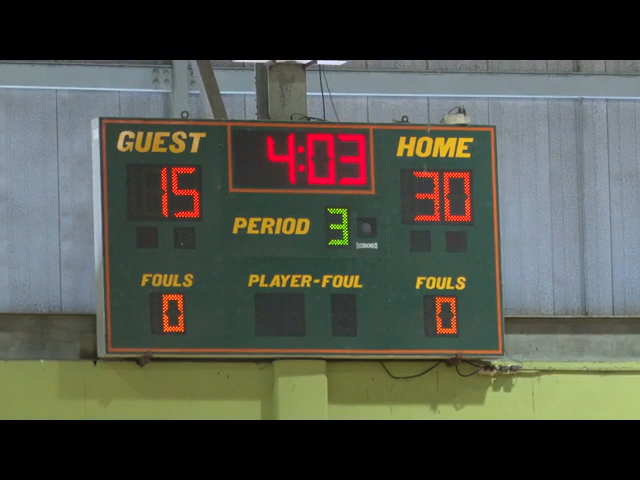 GUEST 4:03 HOME
15 30
PERIOD 3
FOULS PLAYER-FOUL FOULS
0 0